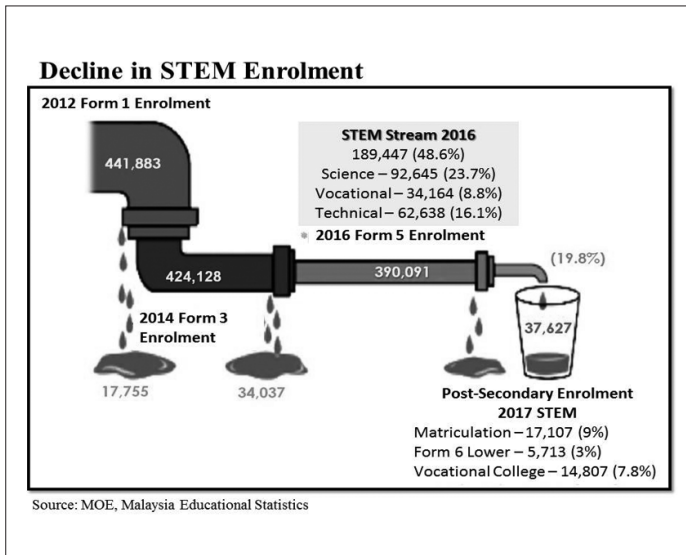 Decline in STEM Enrolment
2012 Form 1 Enrolment
441,883
STEM Stream 2016
189,447 (48.6%)
Science – 92,645 (23.7%)
Vocational – 34,164 (8.8%)
Technical – 62,638 (16.1%)
2016 Form 5 Enrolment
424,128
390,091
(19.8%)
2014 Form 3
Enrolment
37,627
17,755
34,037
Post-Secondary Enrolment
2017 STEM
Matriculation – 17,107 (9%)
Form 6 Lower – 5,713 (3%)
Vocational College – 14,807 (7.8%)
Source: MOE, Malaysia Educational Statistics